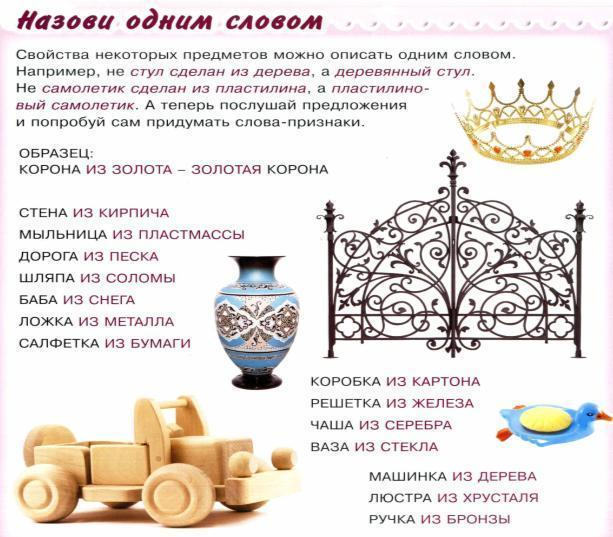 Назови одним словом
Свойства некоторых предметов можно описать одним словом.
Например, не стул сделан из дерева, а деревянный стул.
Не самолетик сделан из пластилина, а пластилино-
вый самолетик. А теперь послушай предложения
и попробуй сам придумать слова-признаки.
ОБРАЗЕЦ:
КОРОНА ИЗ ЗОЛОТА – ЗОЛОТАЯ КОРОНА
СТЕНА ИЗ КИРПИЧА
МЫЛЬНИЦА ИЗ ПЛАСТМАССЫ
ДОРОГА ИЗ ПЕСКА
ШЛЯПА ИЗ СОЛОМЫ
БАБА ИЗ СНЕГА
ЛОЖКА ИЗ МЕТАЛЛА
САЛФЕТКА ИЗ БУМАГИ
КОРОБКА ИЗ КАРТОНА
РЕШЕТКА ИЗ ЖЕЛЕЗА
ЧАША ИЗ СЕРЕБРА
ВАЗА ИЗ СТЕКЛА
МАШИНКА ИЗ ДЕРЕВА
ЛЮСТРА ИЗ ХРУСТАЛЯ
РУЧКА ИЗ БРОНЗЫ